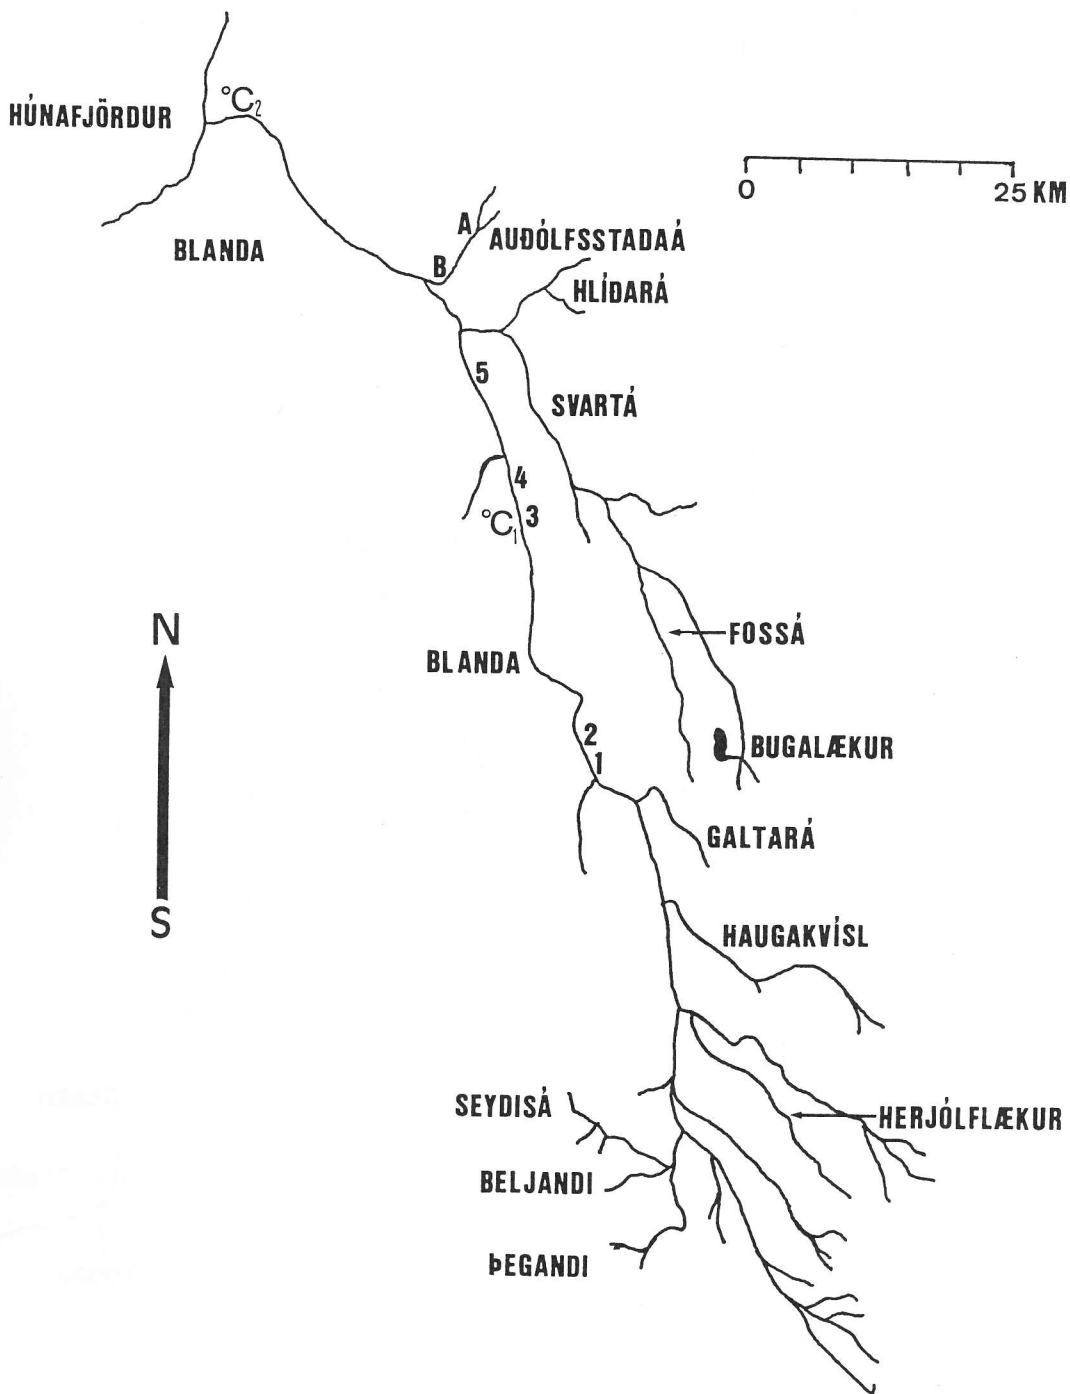 HÚNAFJÖRDUR
°C2
0 25 KM
BLANDA
A
AUÐÓLFSSTADAÁ
B
HLÍÐARÁ
5
SVARTÁ
4
°C1
3
N
FOSSÁ
BLANDA
2
BUGALÆKUR
1
GALTARÁ
S
HAUGAKVÍSL
SEYDISÁ
HERJÓLFLÆKUR
BELJANDI
ÞEGANDI